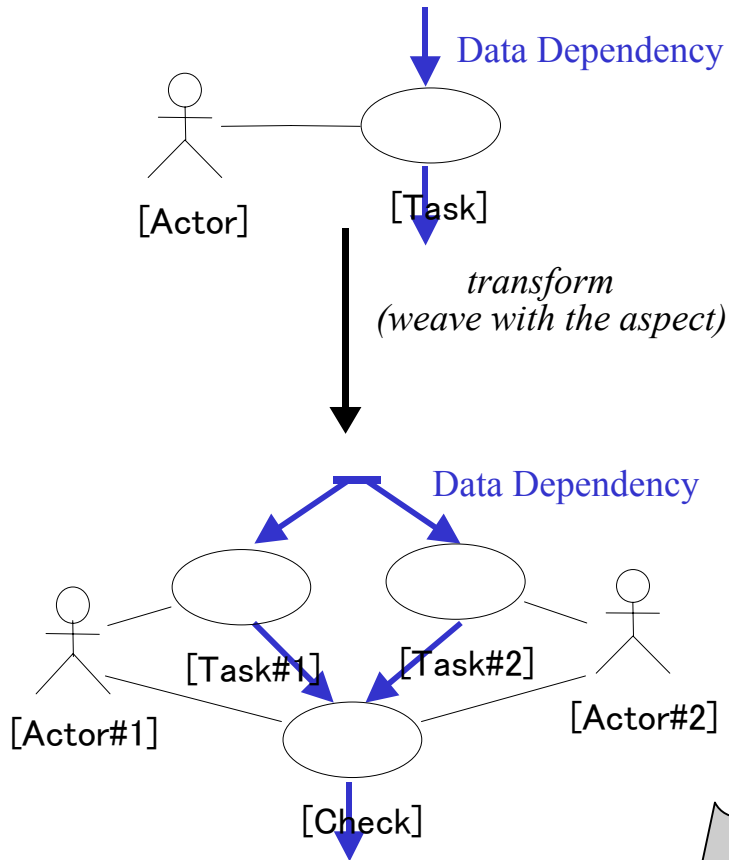 Data Dependency
[Actor]
[Task]
transform
(weave with the aspect)
Data Dependency
[Task#1]
[Task#2]
[Actor#1]
[Actor#2]
[Check]